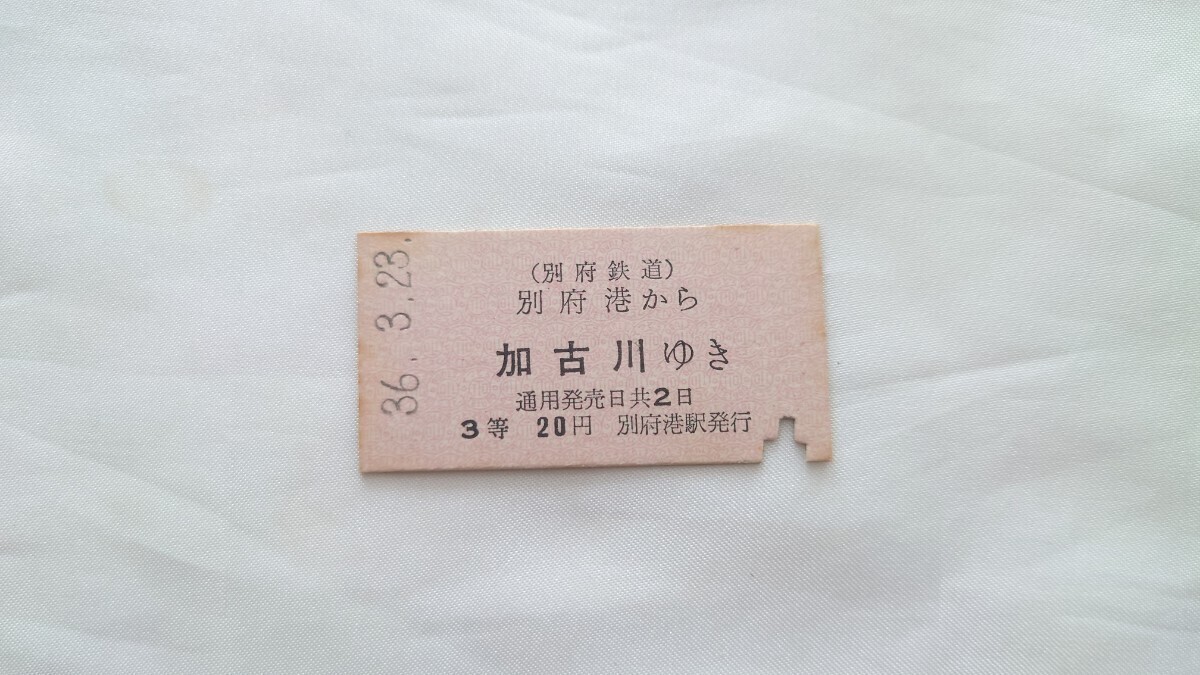 36. 3.23.
(別府鉄道)
別府港から
加古川ゆき
通用発売日共2日
3等 20円 別府港駅発行